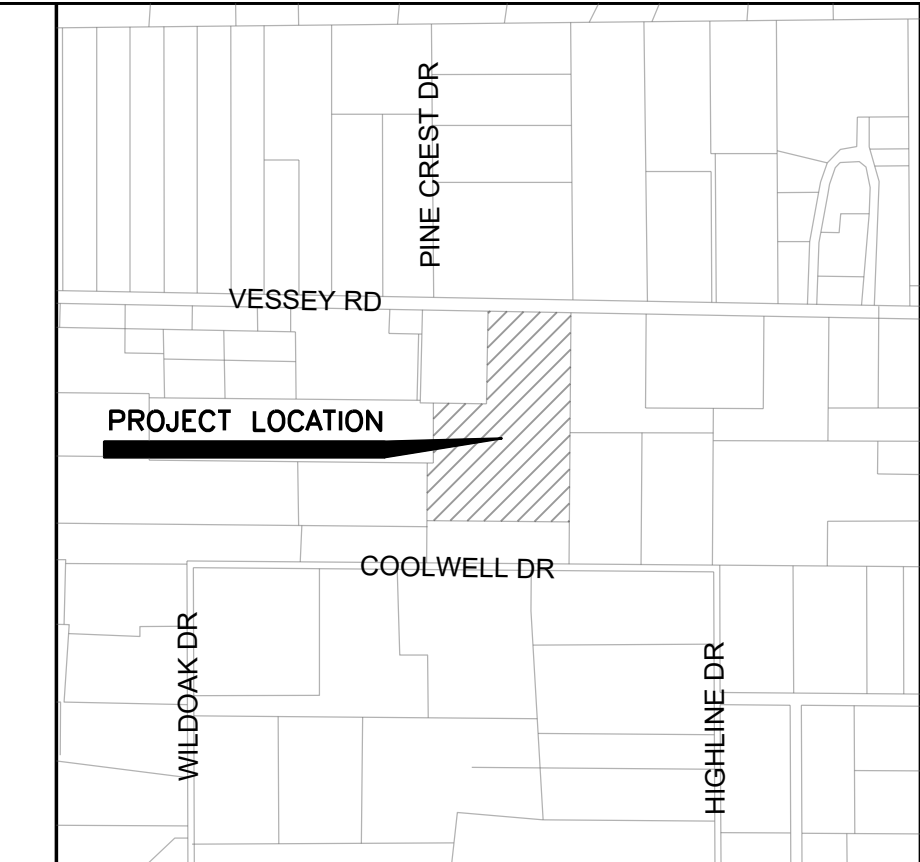 PINE CREST DR
VESSEY RD
PROJECT LOCATION
COOLWELL DR
WILDOAK DR
HIGHLINE DR